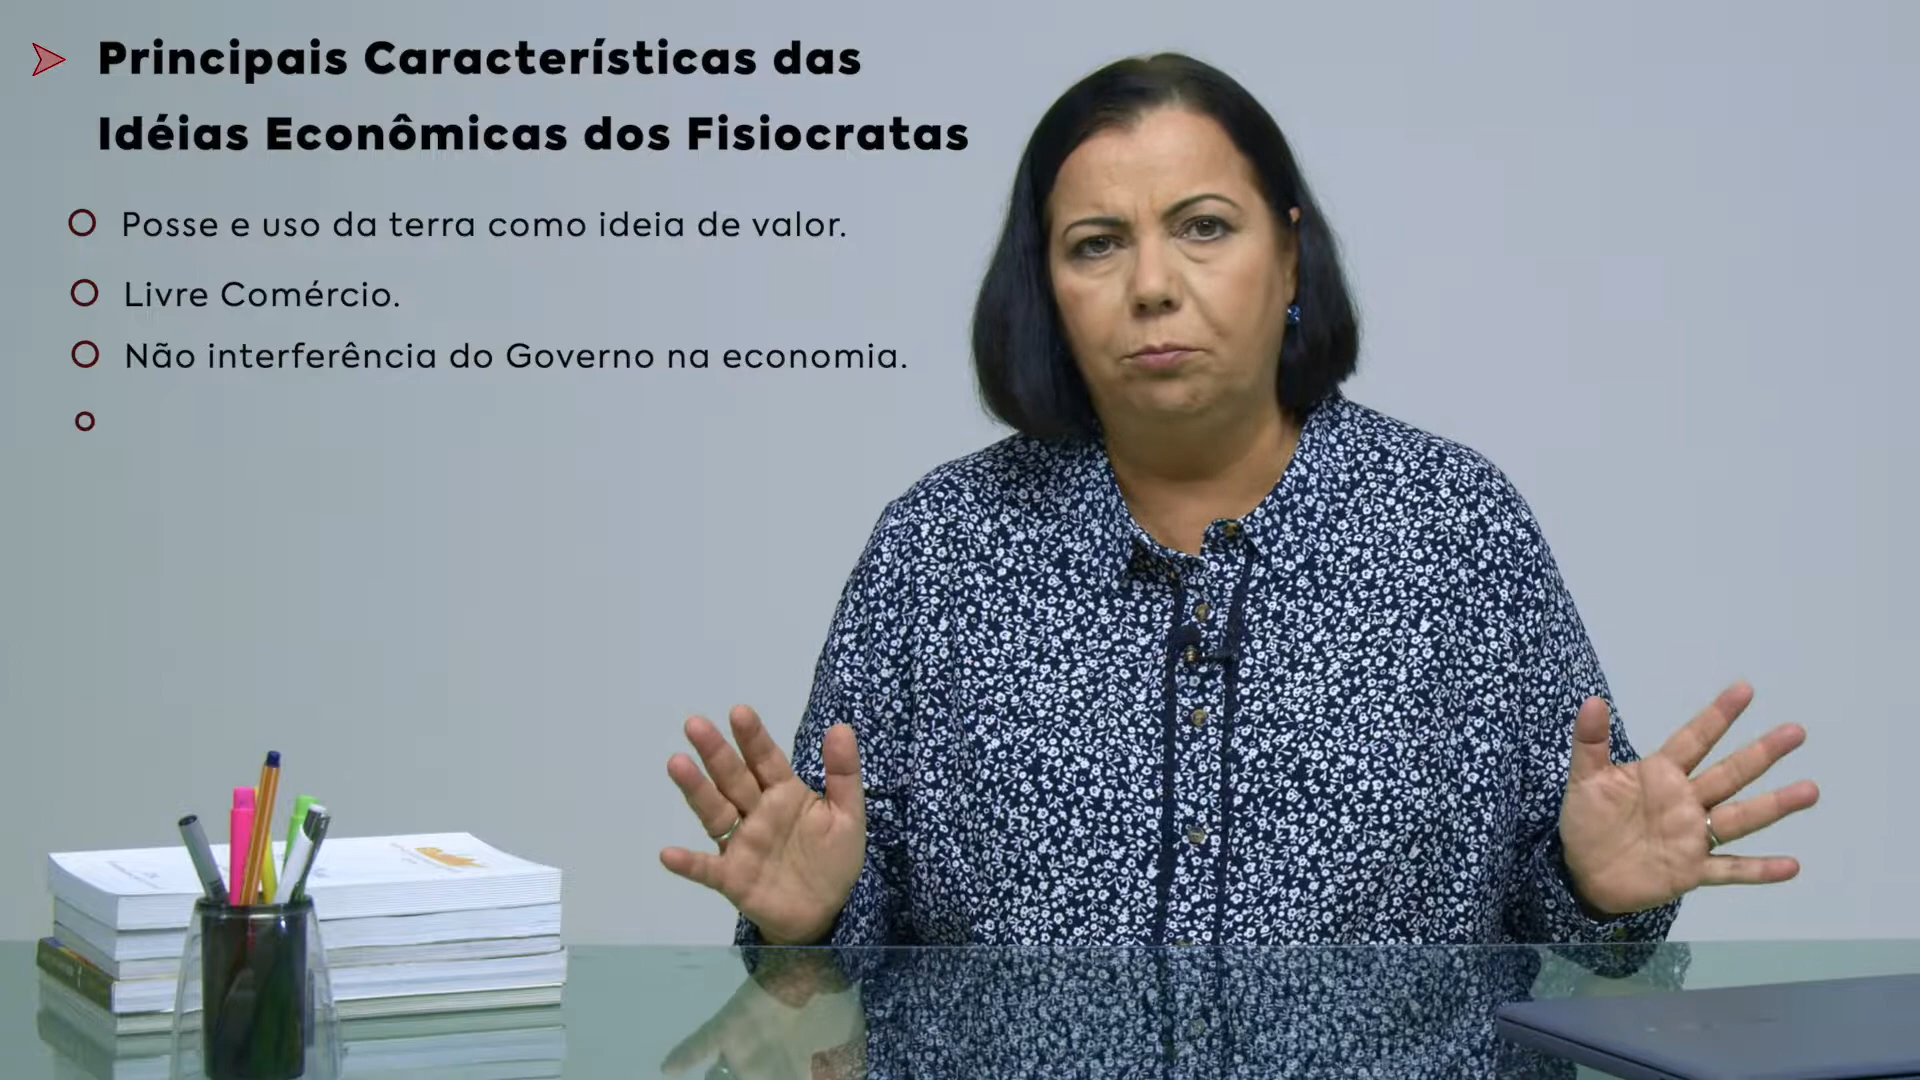 Principais Características das
Idéias Econômicas dos Fisiocratas
Posse e uso da terra como ideia de valor.
Livre Comércio.
Não interferência do Governo na economia.